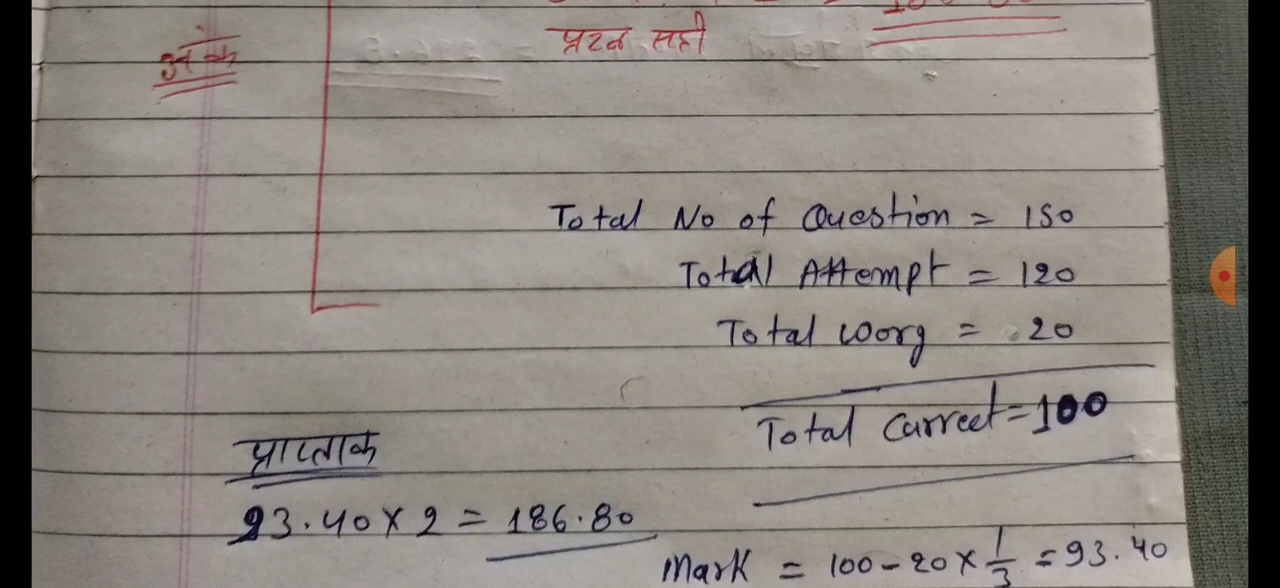 प्रश्न सही
अंक
Total No of Question = 150
Total Attempt = 120
Total worg = 20
Total Carrect = 100
प्राप्ताक
93.40 x 2 = 186.80
Mark = 100 - 20 x 1/3 = 93.40